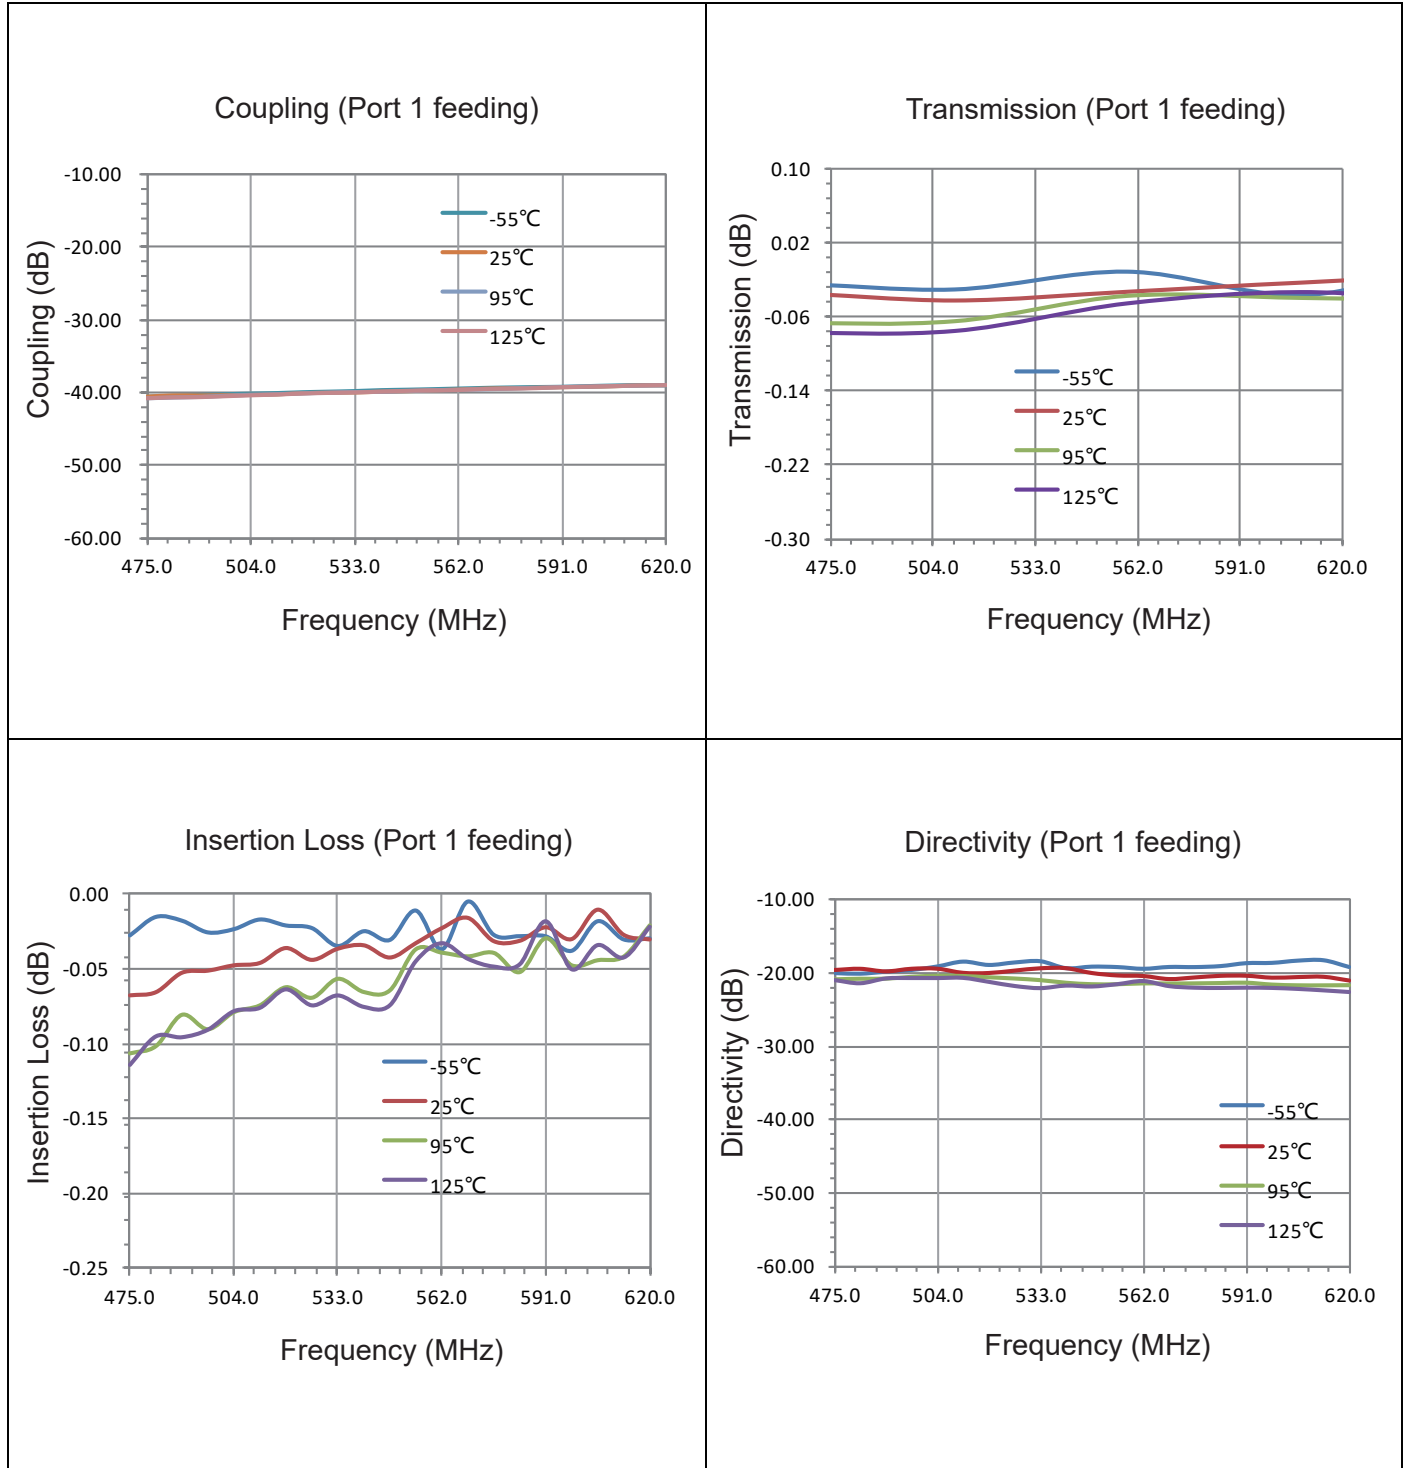 Coupling (Port 1 feeding)
-10.00
-20.00
-30.00
-40.00
-50.00
-60.00
Coupling (dB)
-55℃
25℃
95℃
125℃
475.0 504.0 533.0 562.0 591.0 620.0
Frequency (MHz)
Transmission (Port 1 feeding)
0.10
0.02
-0.06
-0.14
-0.22
-0.30
Transmission (dB)
-55℃
25℃
95℃
125℃
475.0 504.0 533.0 562.0 591.0 620.0
Frequency (MHz)
Insertion Loss (Port 1 feeding)
0.00
-0.05
-0.10
-0.15
-0.20
-0.25
Insertion Loss (dB)
-55℃
25℃
95℃
125℃
475.0 504.0 533.0 562.0 591.0 620.0
Frequency (MHz)
Directivity (Port 1 feeding)
-10.00
-20.00
-30.00
-40.00
-50.00
-60.00
Directivity (dB)
-55℃
25℃
95℃
125℃
475.0 504.0 533.0 562.0 591.0 620.0
Frequency (MHz)